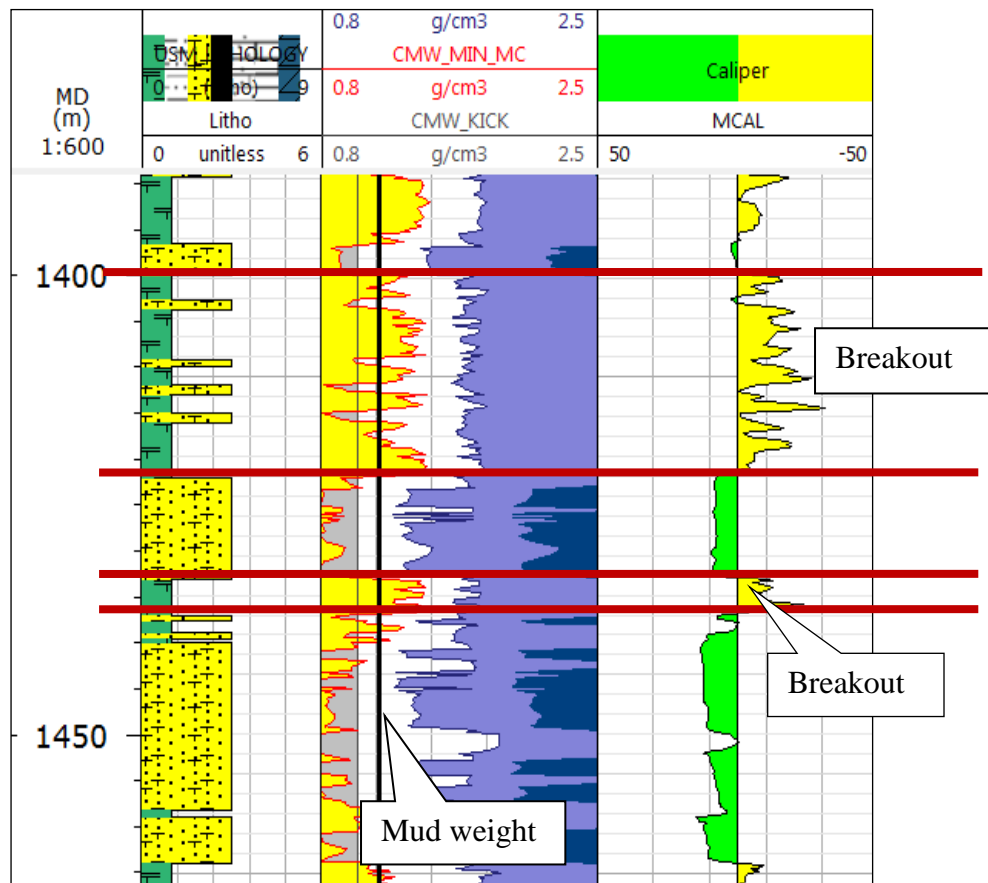 MD
(m)
1:600
HOLOGY
0 9
Litho
0 unitless 6
0.8 g/cm3 2.5
CMW_MIN_MC
0.8 g/cm3 2.5
CMW_KICK
0.8 g/cm3 2.5
Caliper
MCAL
50 -50
1400
Breakout
Breakout
1450
Mud weight